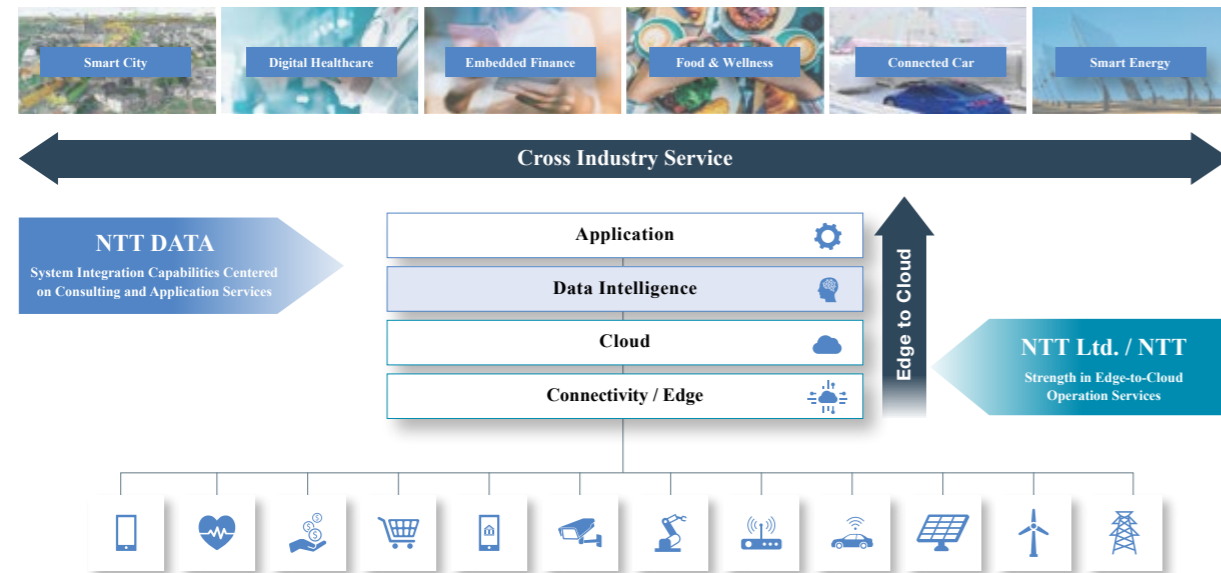 Smart City
Digital Healthcare
Embedded Finance
Food & Wellness
Connected Car
Smart Energy
Cross Industry Service
NTT DATA
System Integration Capabilities Centered
on Consulting and Application Services
Application
Data Intelligence
Cloud
Connectivity / Edge
Edge to Cloud
NTT Ltd. / NTT
Strength in Edge-to-Cloud
Operation Services